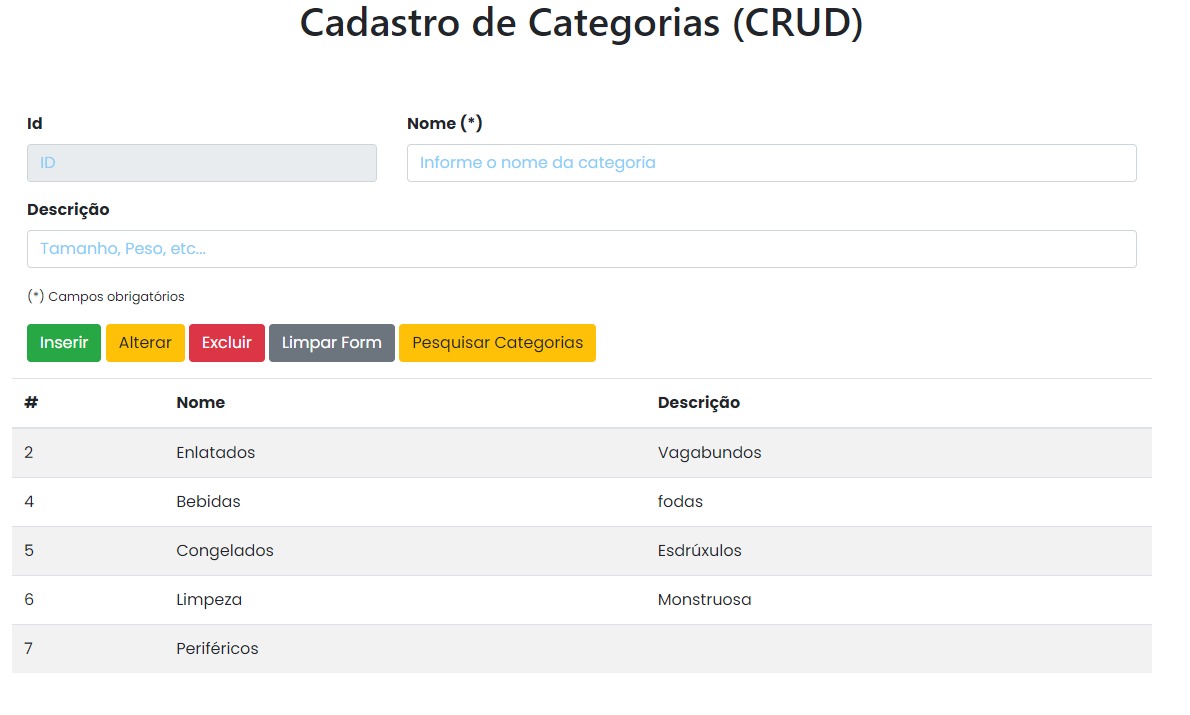 Cadastro de Categorias (CRUD)
Id Nome (*)
ID Informe o nome da categoria
Descrição
Tamanho, Peso, etc...
(*) Campos obrigatórios
Inserir Alterar Excluir Limpar Form Pesquisar Categorias
# Nome Descrição
2 Enlatados Vagabundos
4 Bebidas fodas
5 Congelados Esdrúxulos
6 Limpeza Monstruosa
7 Periféricos